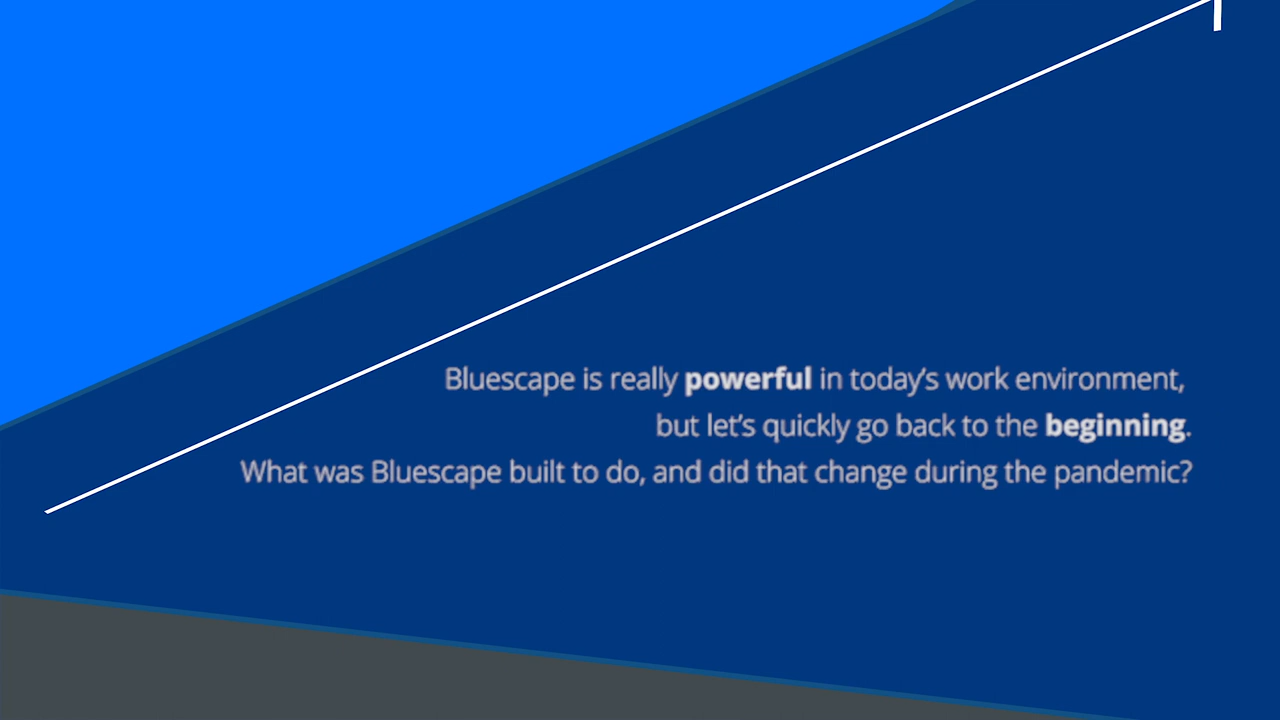 Bluescape is really powerful in today's work environment,
but let's quickly go back to the beginning.
What was Bluescape built to do, and did that change during the pandemic?